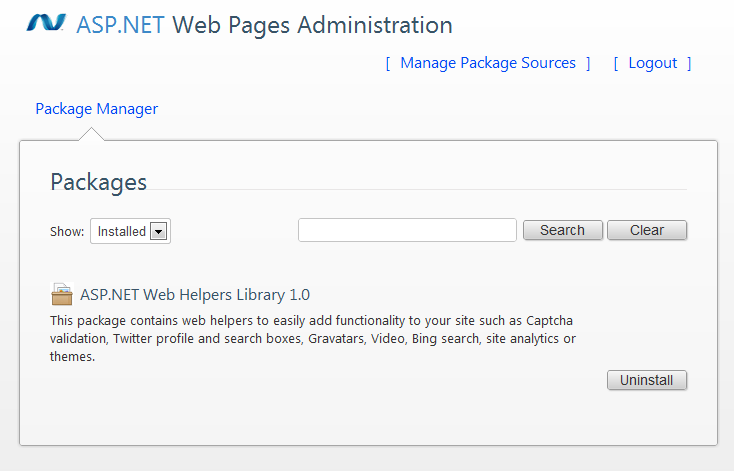 ASP.NET Web Pages Administration
[ Manage Package Sources ] [ Logout ]
Package Manager
Packages
Show: Installed Search Clear
ASP.NET Web Helpers Library 1.0
This package contains web helpers to easily add functionality to your site such as Captcha
validation, Twitter profile and search boxes, Gravatars, Video, Bing search, site analytics or
themes.
Uninstall